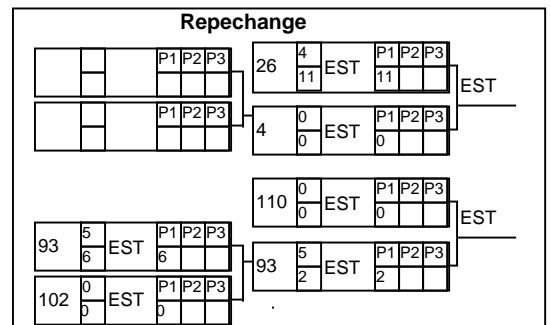 Repechange
P1 P2 P3
P1 P2 P3
26 4 11 EST P1 P2 P3 11
EST
4 0 0 EST P1 P2 P3 0
110 0 0 EST P1 P2 P3 0
EST
93 5 6 EST P1 P2 P3 6
93 5 2 EST P1 P2 P3 2
102 0 0 EST P1 P2 P3 0
.